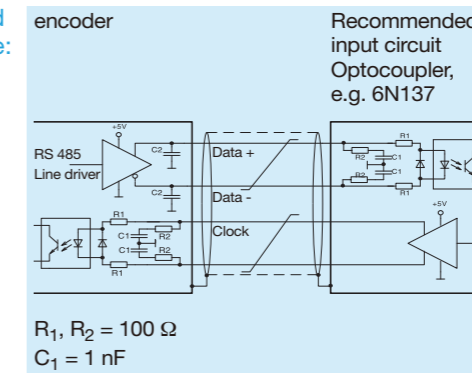 d
e:
encoder
Recommended
input circuit
Optocoupler,
e.g. 6N137
+5V
C2
RS 485
Line driver
C2
Data +
Data -
Clock
R1
R2
C1
C1
R2
R1
R1
R2
C1
C1
R2
R1
+5V
R₁, R₂ = 100 Ω
C₁ = 1 nF